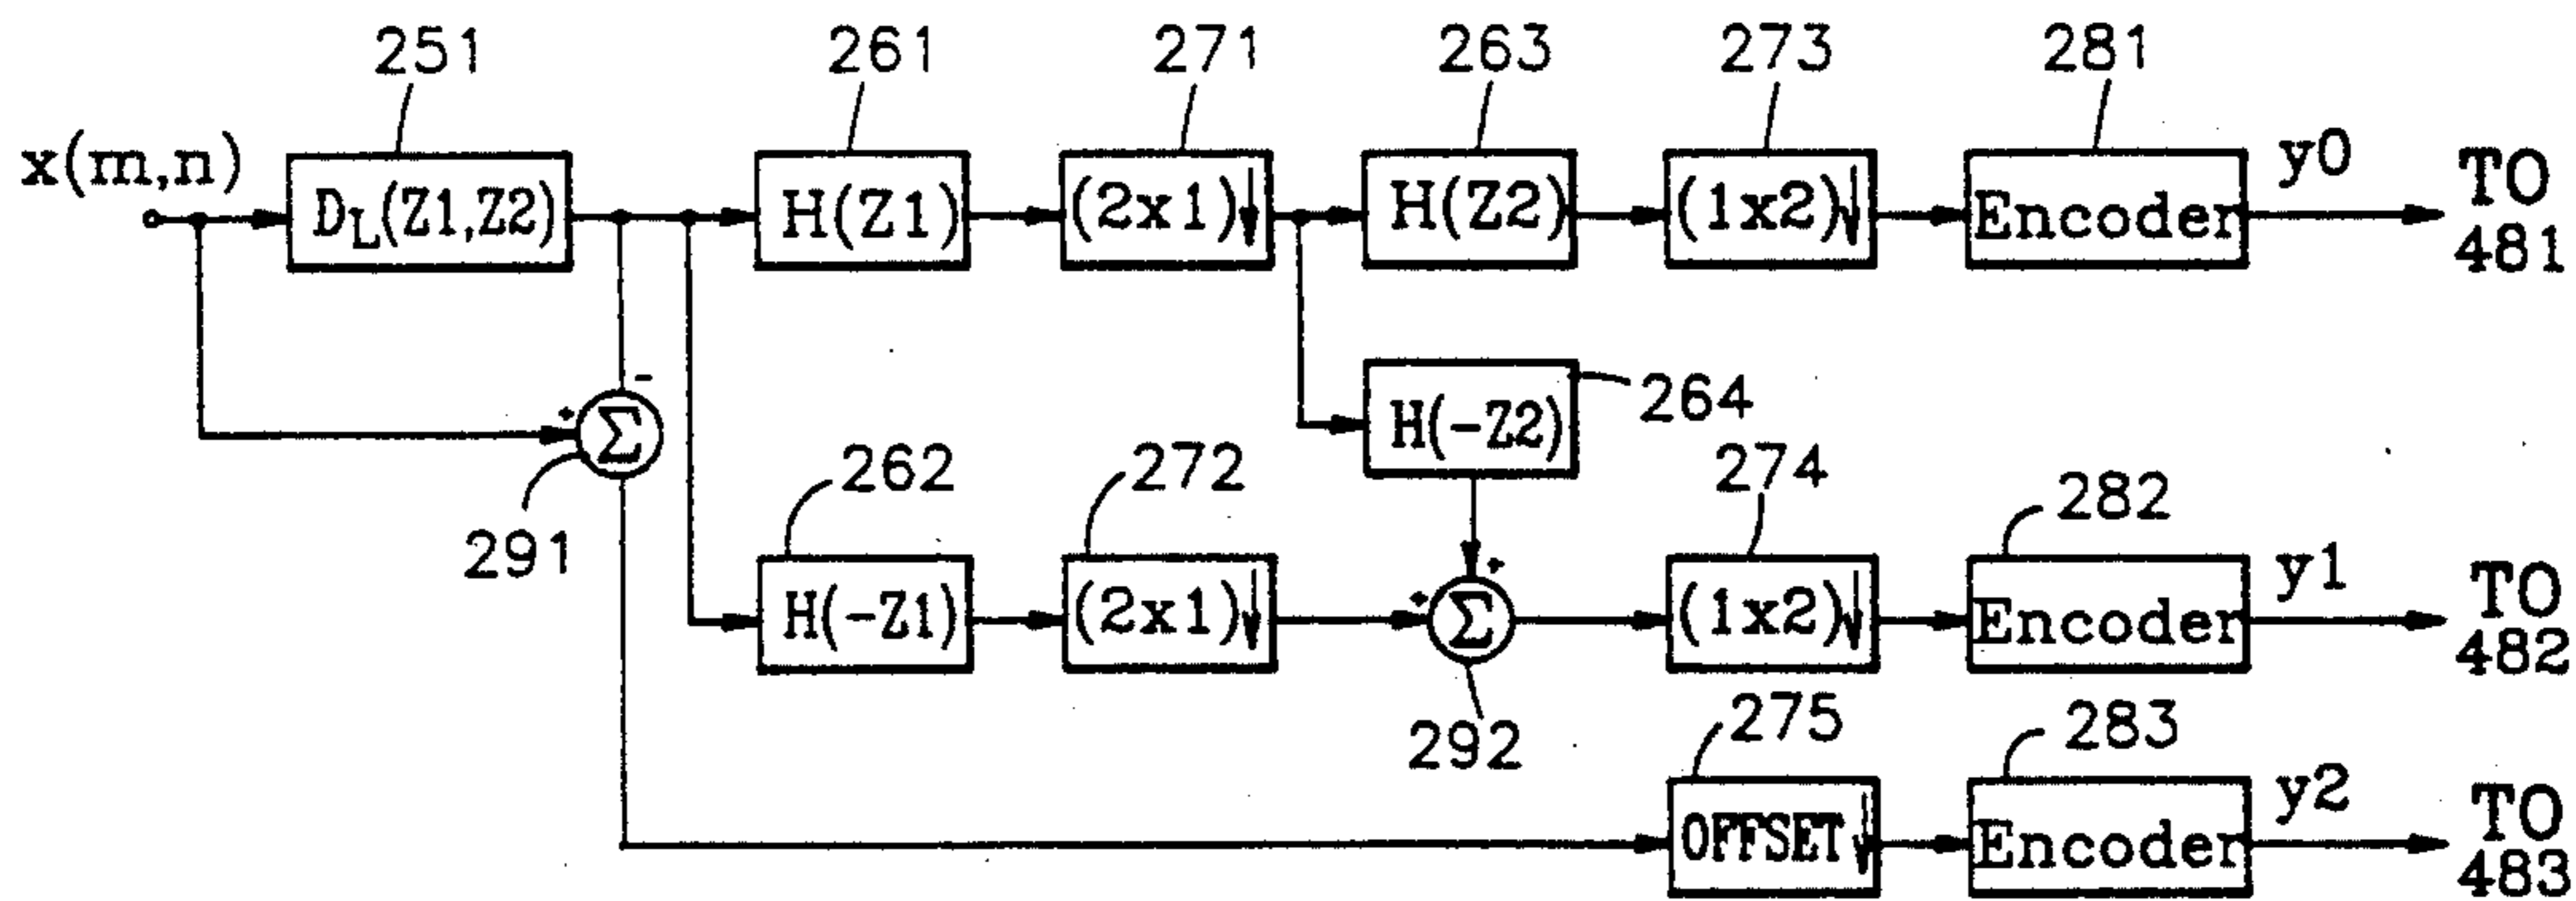 251 261 271 263 273 281
x(m,n) D_L(Z1,Z2) H(Z1) (2x1)↓ H(Z2) (1x2)↓ Encoder y0 TO 481
-
+ Σ H(-Z2) 264
291 262 272 + 274 282
H(-Z1) (2x1)↓ + Σ (1x2)↓ Encoder y1 TO 482
292 275 283
OFFSET↓ Encoder y2 TO 483